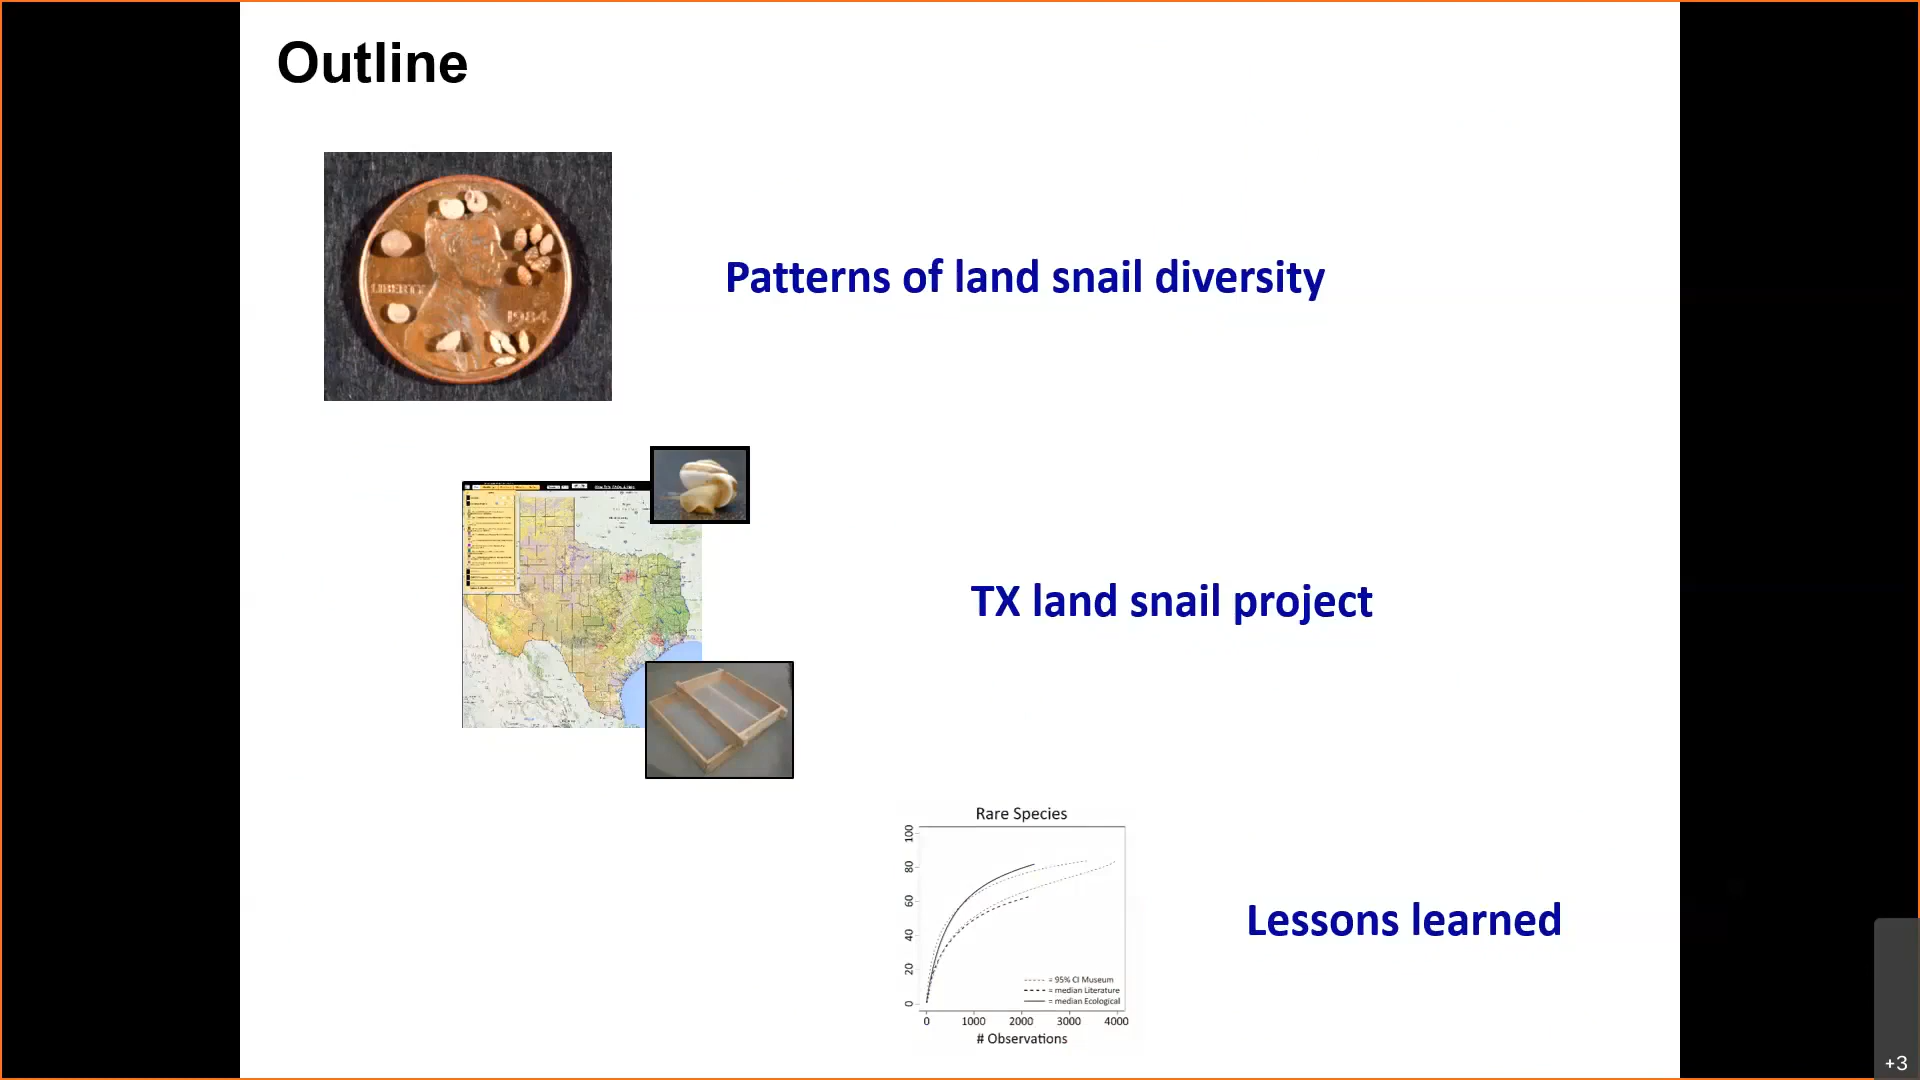 Outline
LIBERTY
1984
Patterns of land snail diversity
TX land snail project
Rare Species
100
80
60
40
20
0
= 95% CI Museum
= median Literature
= median Ecological
0 1000 2000 3000 4000
# Observations
Lessons learned
+3